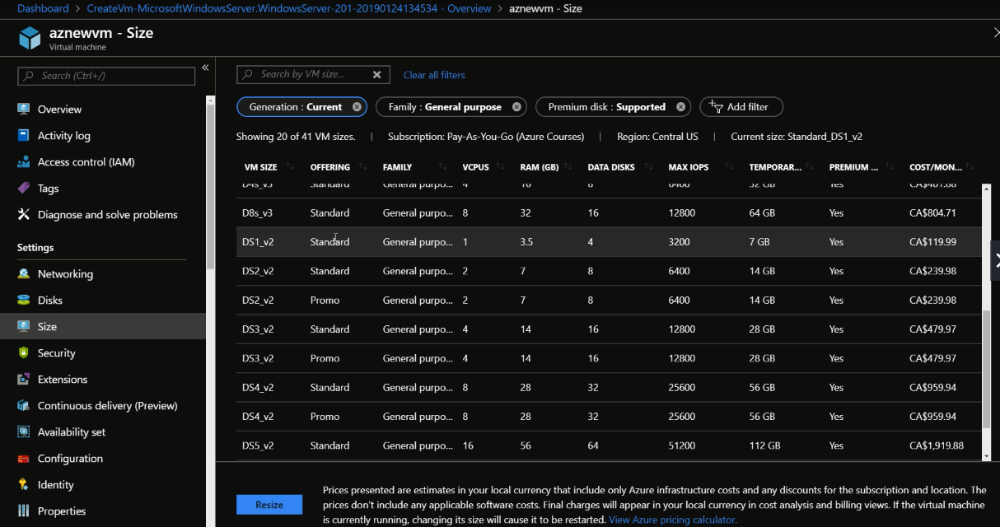 Dashboard > CreateVm-MicrosoftWindowsServer.WindowsServer-201-20190124134534 - Overview > aznewvm - Size
aznewvm - Size
Virtual machine
Search (Ctrl+/)
Overview
Activity log
Access control (IAM)
Tags
Diagnose and solve problems
Settings
Networking
Disks
Size
Security
Extensions
Continuous delivery (Preview)
Availability set
Configuration
Identity
Properties
Search by VM size... Clear all filters
Generation : Current Family : General purpose Premium disk : Supported Add filter
Showing 20 of 41 VM sizes. | Subscription: Pay-As-You-Go (Azure Courses) | Region: Central US | Current size: Standard_DS1_v2
VM SIZE OFFERING FAMILY VCPUS RAM (GB) DATA DISKS MAX IOPS TEMPORAR... PREMIUM ... COST/MON...
D4s_v3 Standard General purpo... 4 16 8 6400 32 GB Yes CA$401.88
D8s_v3 Standard General purpo... 8 32 16 12800 64 GB Yes CA$804.71
DS1_v2 Standard General purpo... 1 3.5 4 3200 7 GB Yes CA$119.99
DS2_v2 Standard General purpo... 2 7 8 6400 14 GB Yes CA$239.98
DS2_v2 Promo General purpo... 2 7 8 6400 14 GB Yes CA$239.98
DS3_v2 Standard General purpo... 4 14 16 12800 28 GB Yes CA$479.97
DS3_v2 Promo General purpo... 4 14 16 12800 28 GB Yes CA$479.97
DS4_v2 Standard General purpo... 8 28 32 25600 56 GB Yes CA$959.94
DS4_v2 Promo General purpo... 8 28 32 25600 56 GB Yes CA$959.94
DS5_v2 Standard General purpo... 16 56 64 51200 112 GB Yes CA$1,919.88
Resize
Prices presented are estimates in your local currency that include only Azure infrastructure costs and any discounts for the subscription and location. The
prices don't include any applicable software costs. Final charges will appear in your local currency in cost analysis and billing views. If the virtual machine
is currently running, changing its size will cause it to be restarted. View Azure pricing calculator.